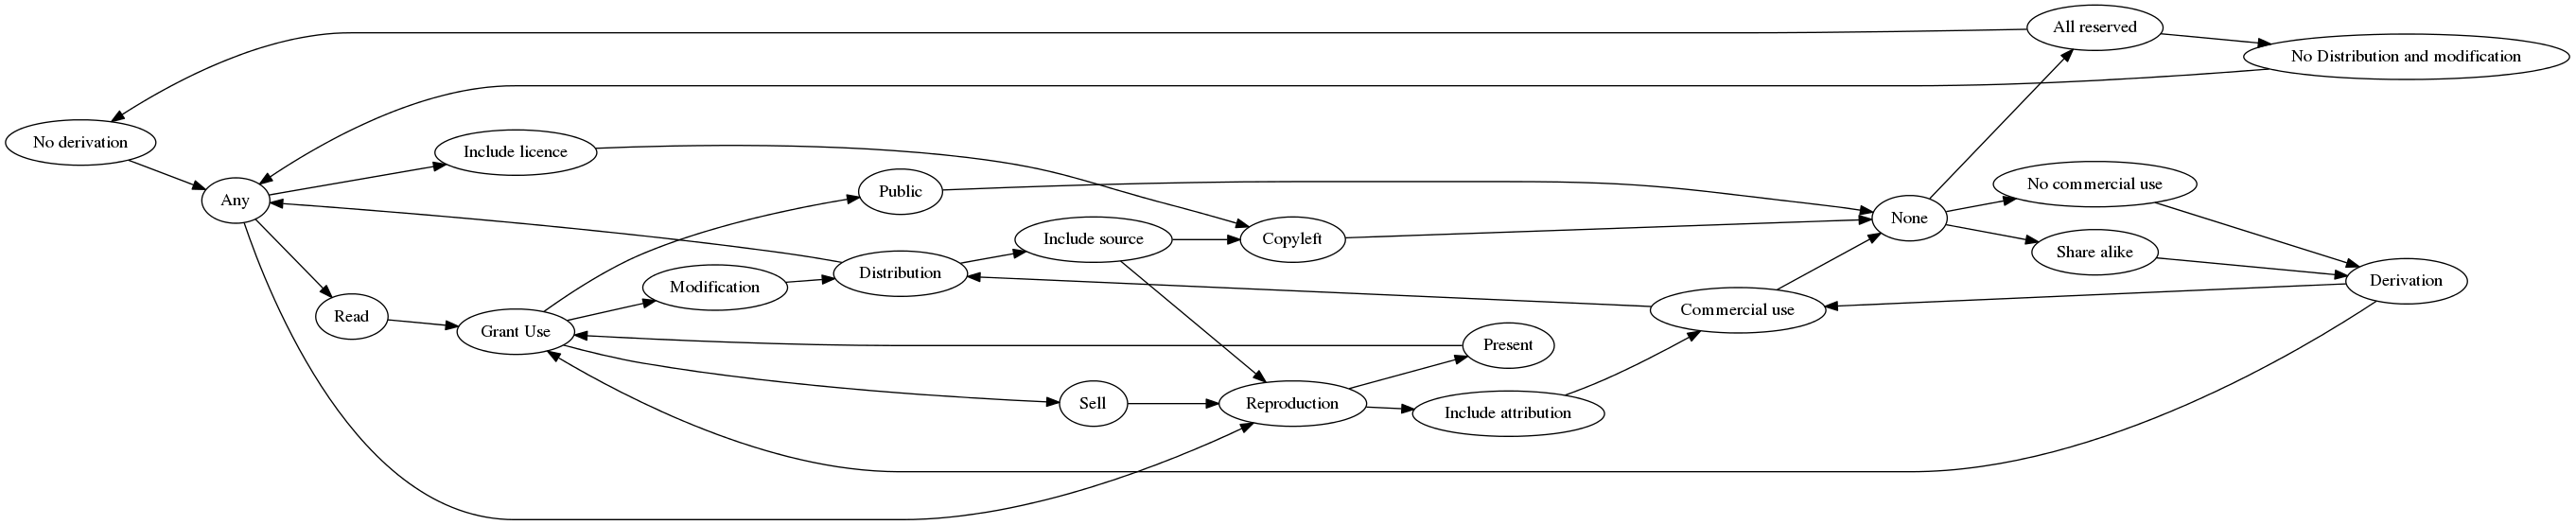 All reserved
No Distribution and modification
No derivation
Include licence
Any
Public
No commercial use
None
Include source
Copyleft
Share alike
Distribution
Modification
Derivation
Commercial use
Read
Grant Use
Present
Sell
Reproduction
Include attribution